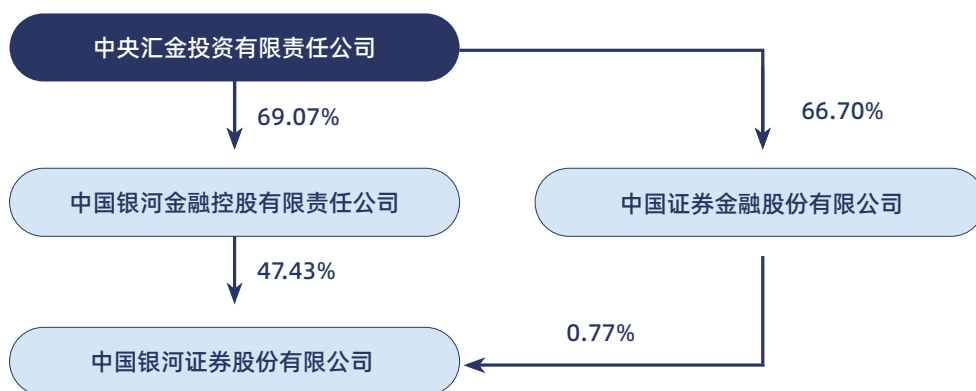 中央汇金投资有限责任公司
69.07%
66.70%
中国银河金融控股有限责任公司
中国证券金融股份有限公司
47.43%
0.77%
中国银河证券股份有限公司